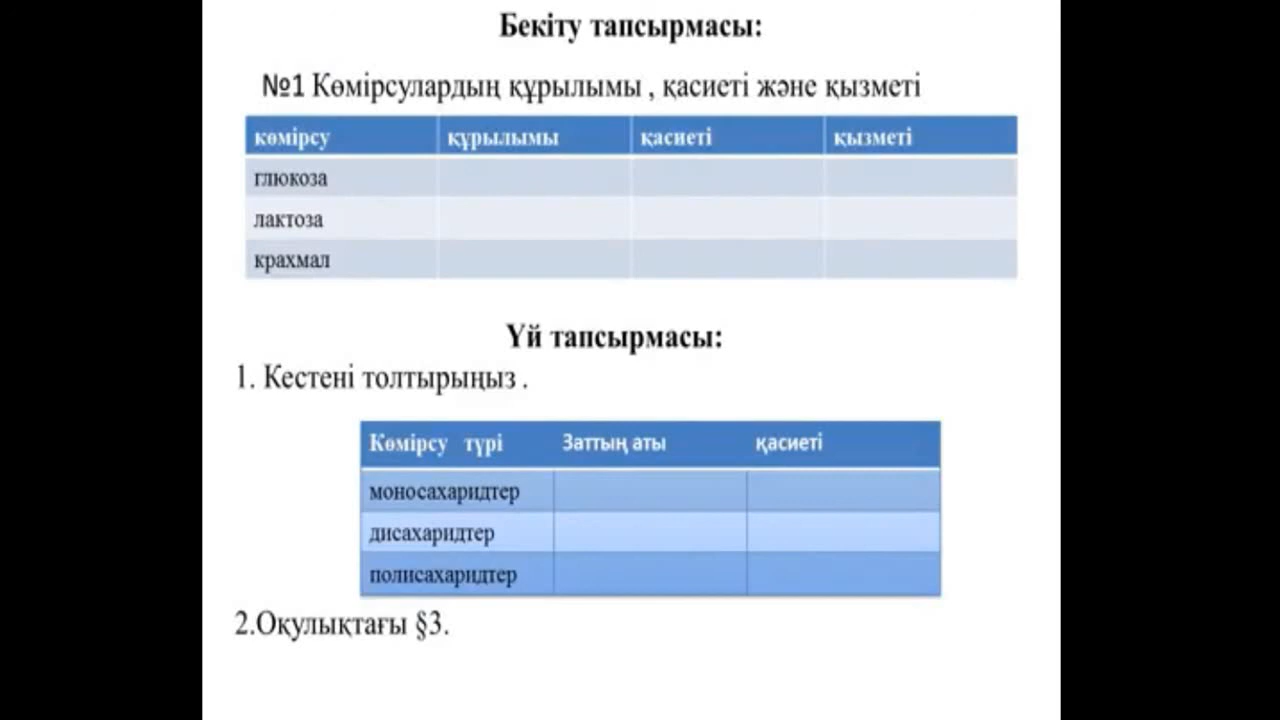 Бекіту тапсырмасы:
№1 Көмірсулардың құрылымы , қасиеті және қызметі
көмірсу құрылымы қасиеті қызметі
глюкоза
лактоза
крахмал
Үй тапсырмасы:
1. Кестені толтырыңыз .
Көмірсу түрі Заттың аты қасиеті
моносахаридтер
дисахаридтер
полисахаридтер
2.Оқулықтағы §3.